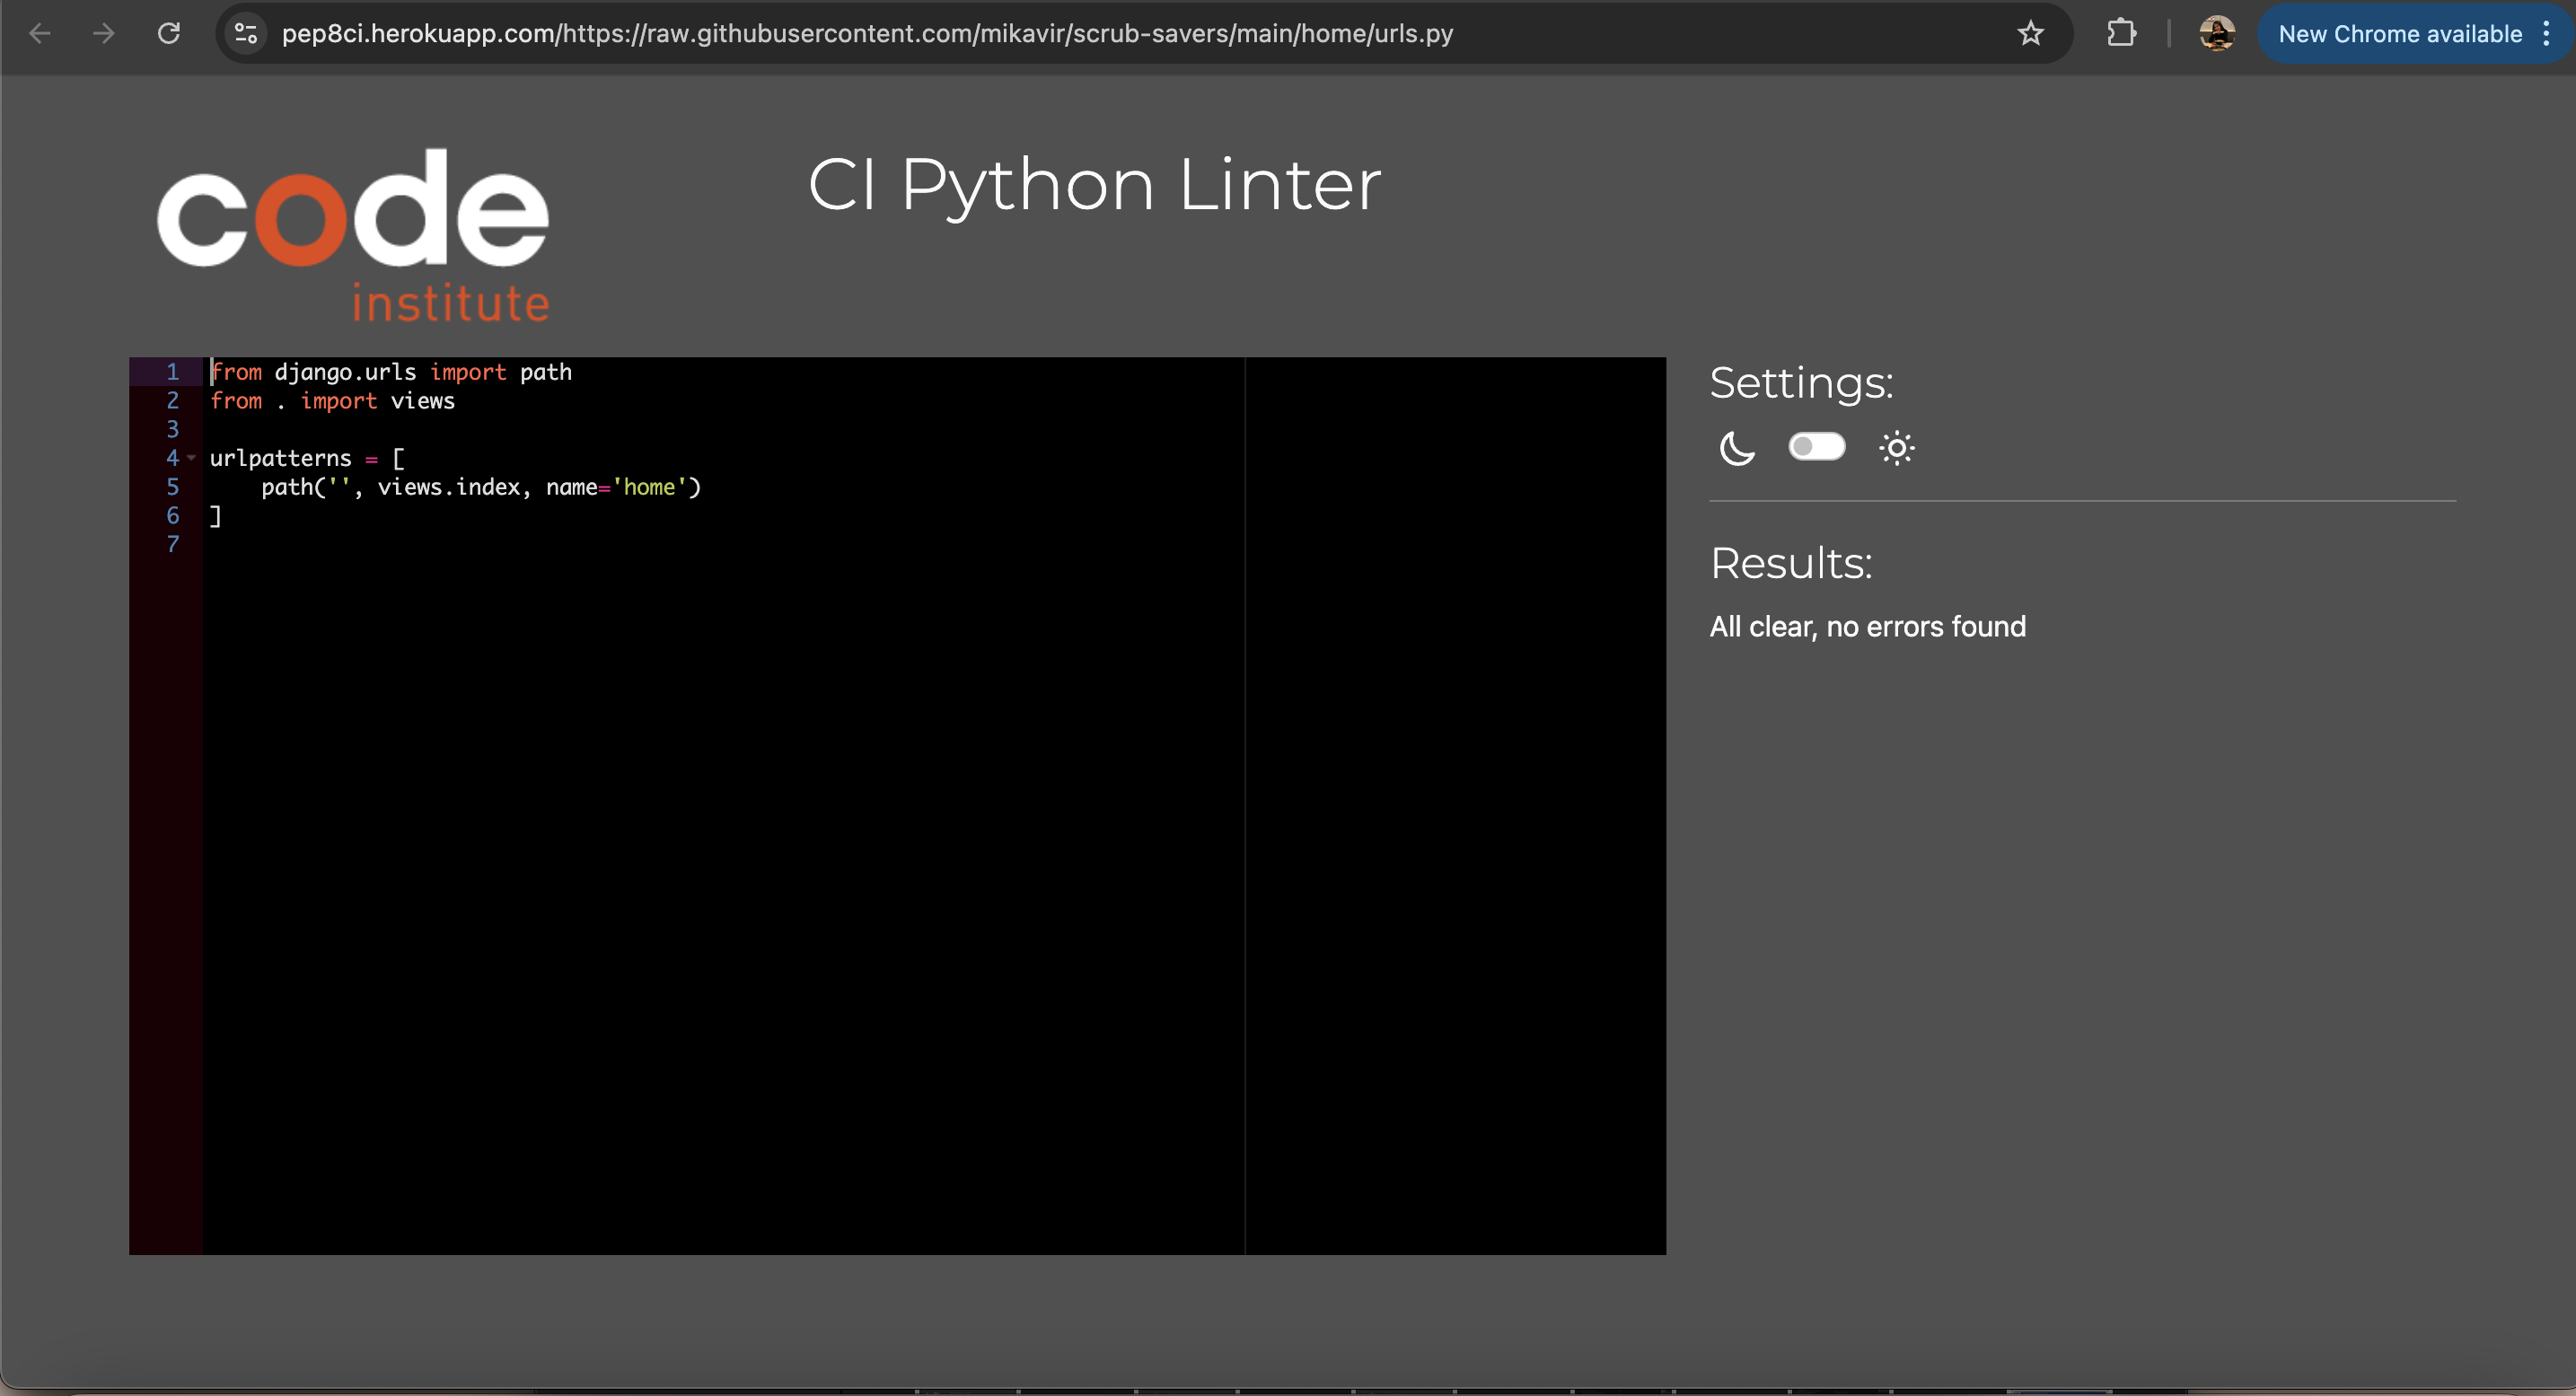 pep8ci.herokuapp.com/https://raw.githubusercontent.com/mikavir/scrub-savers/main/home/urls.py
New Chrome available
code
institute
CI Python Linter
1 from django.urls import path
2 from . import views
3
4 urlpatterns = [
5     path('', views.index, name='home')
6 ]
7
Settings:
Results:
All clear, no errors found